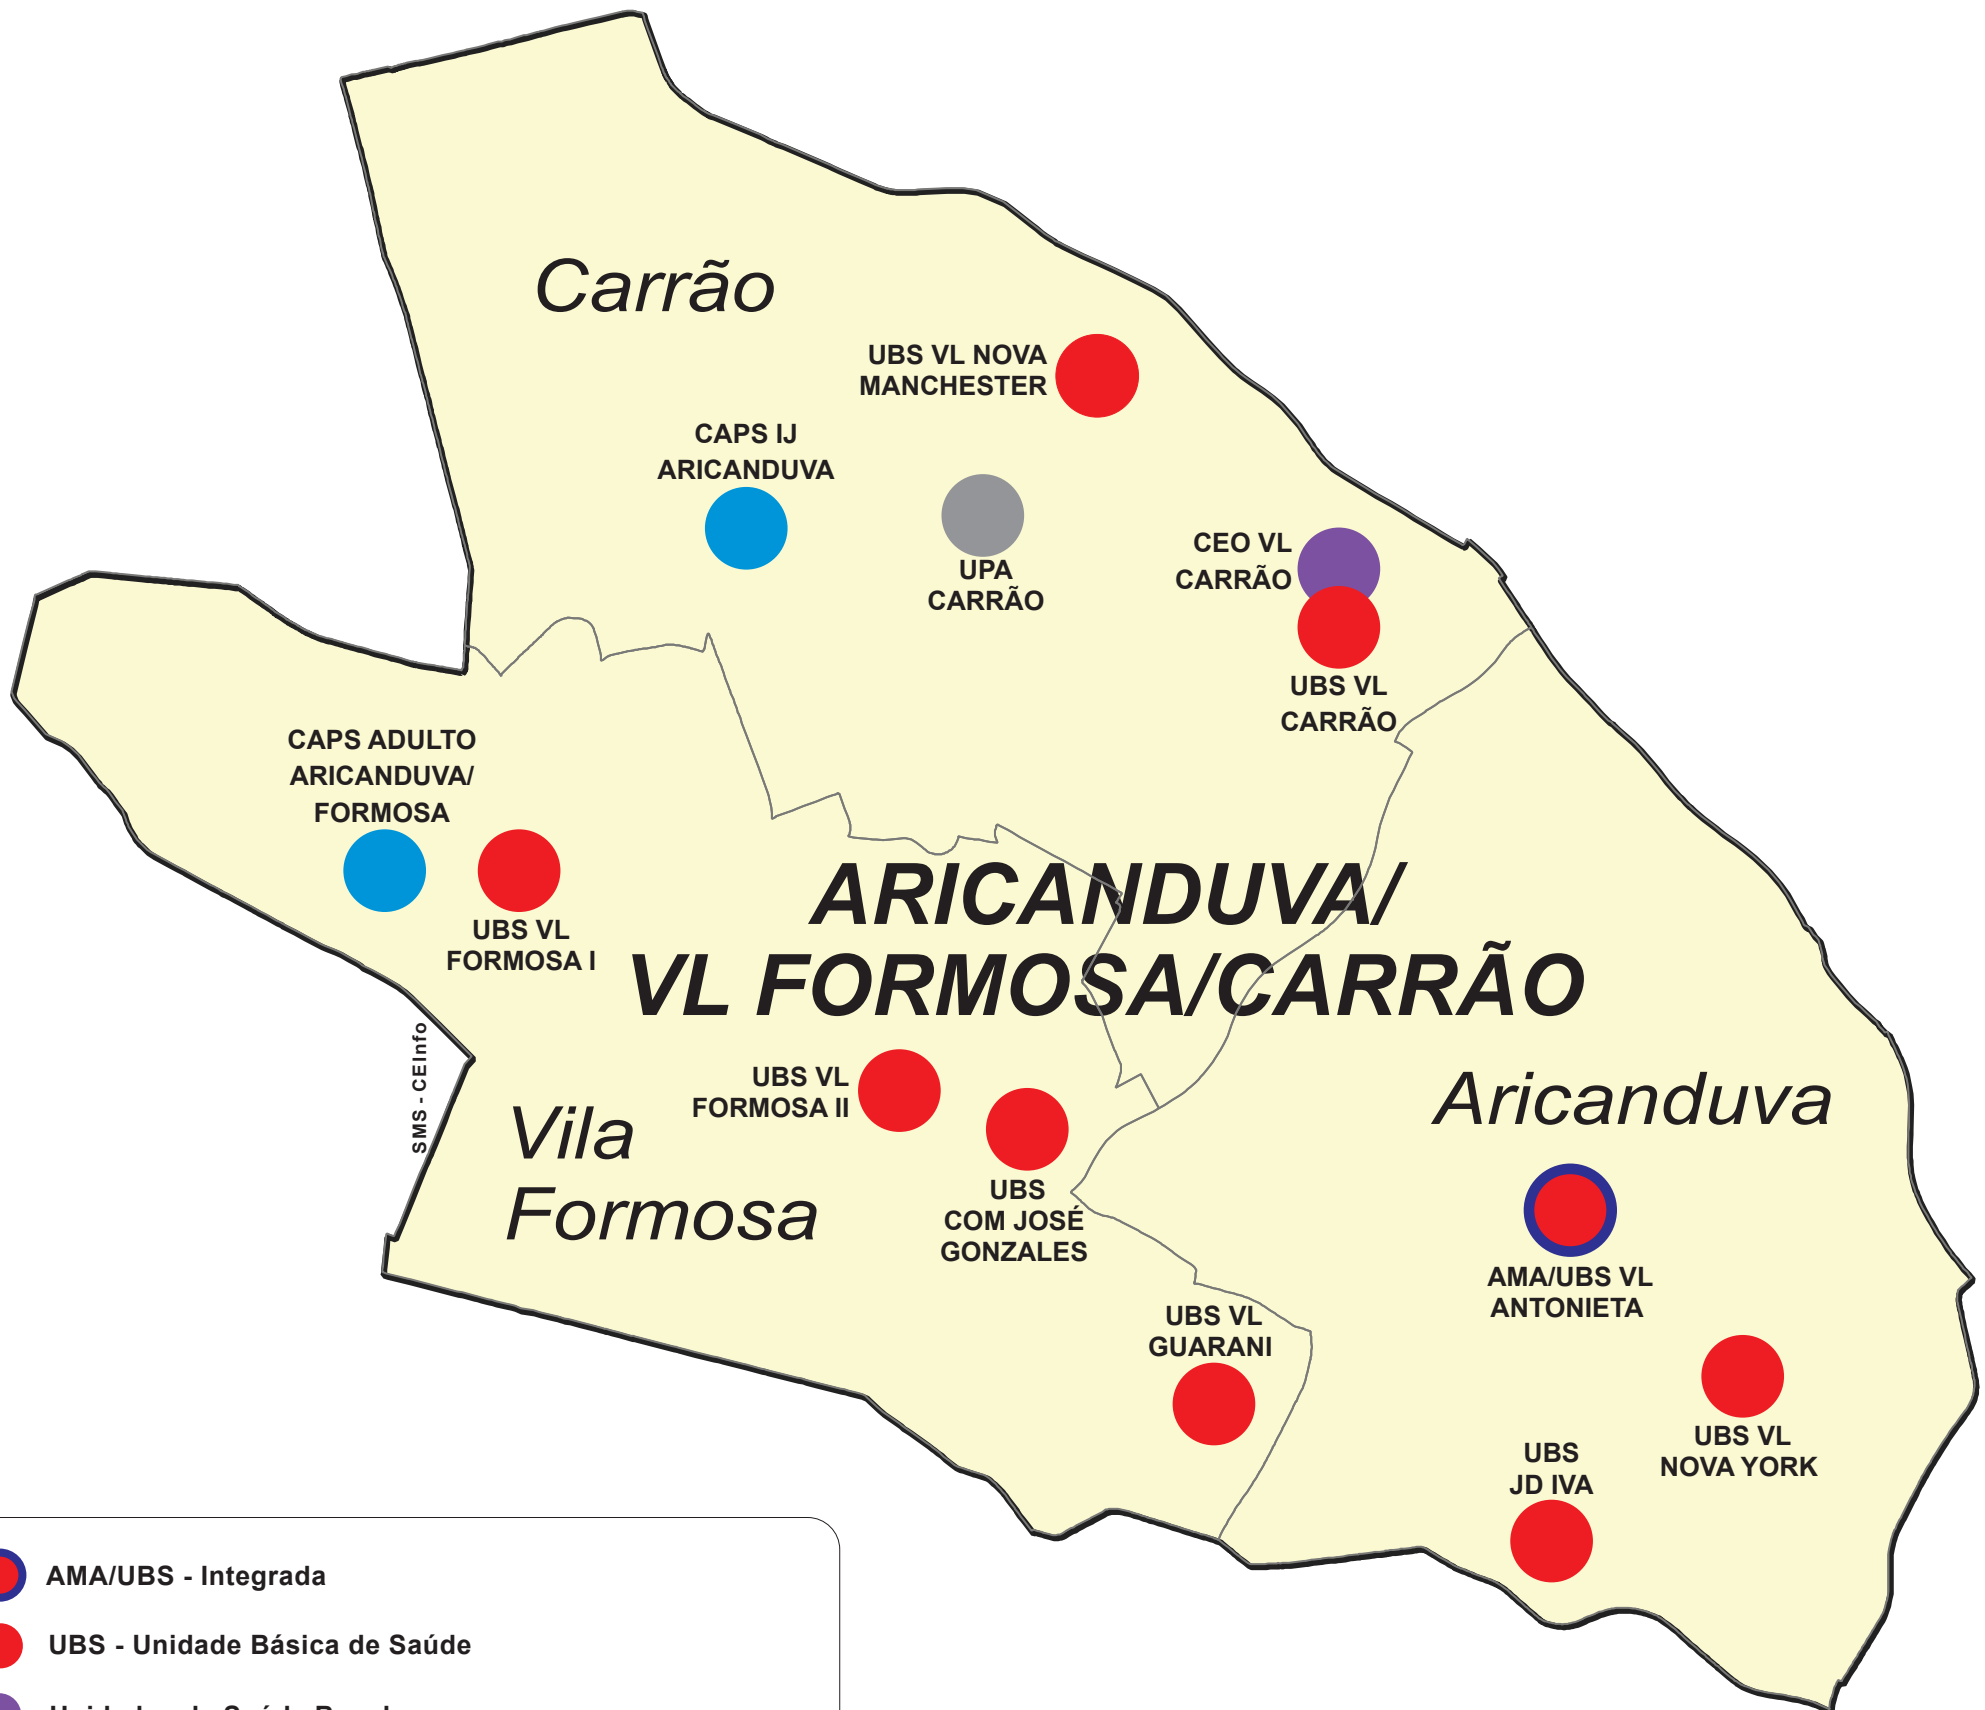 Carrão
UBS VL NOVA
MANCHESTER
CAPS IJ
ARICANDUVA
UPA
CARRÃO
CEO VL
CARRÃO
UBS VL
CARRÃO
CAPS ADULTO
ARICANDUVA/
FORMOSA
UBS VL
FORMOSA I
ARICANDUVA/
VL FORMOSA/CARRÃO
SMS - CEInfo
UBS VL
FORMOSA II
Vila
Formosa
UBS
COM JOSÉ
GONZALES
Aricanduva
AMA/UBS VL
ANTONIETA
UBS VL
GUARANI
UBS VL
NOVA YORK
UBS
JD IVA
AMA/UBS - Integrada
UBS - Unidade Básica de Saúde